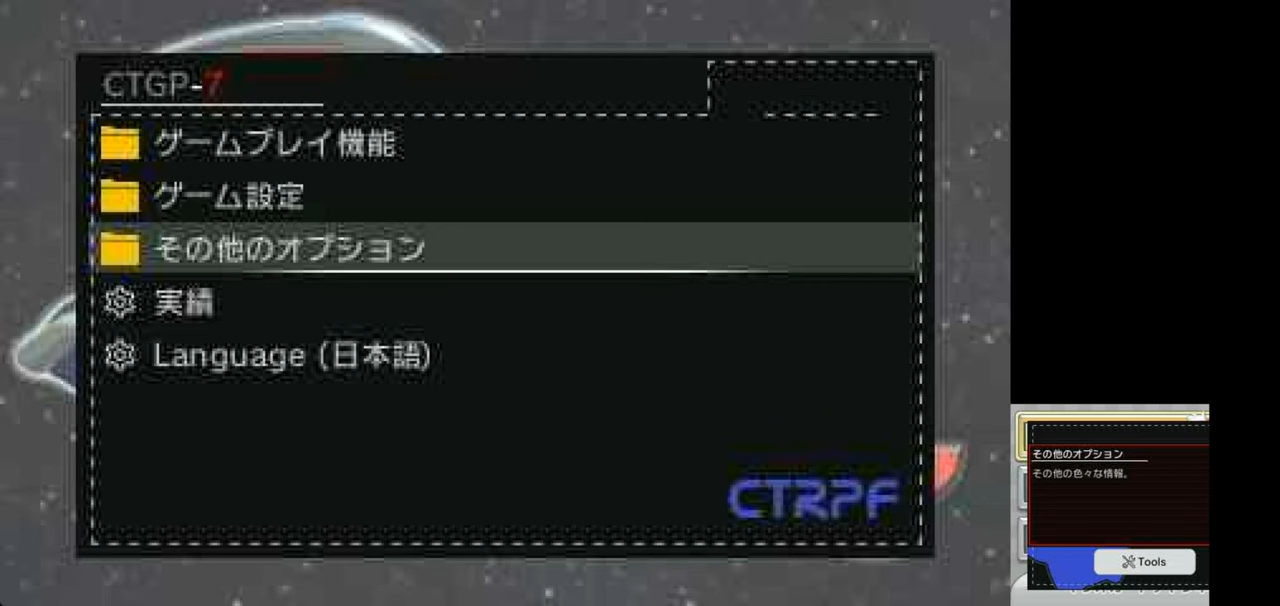 CTGP-7
ゲームプレイ機能
ゲーム設定
その他のオプション
実績
Language (日本語)
CTRPF
その他のオプション
その他の色々な情報。
Tools